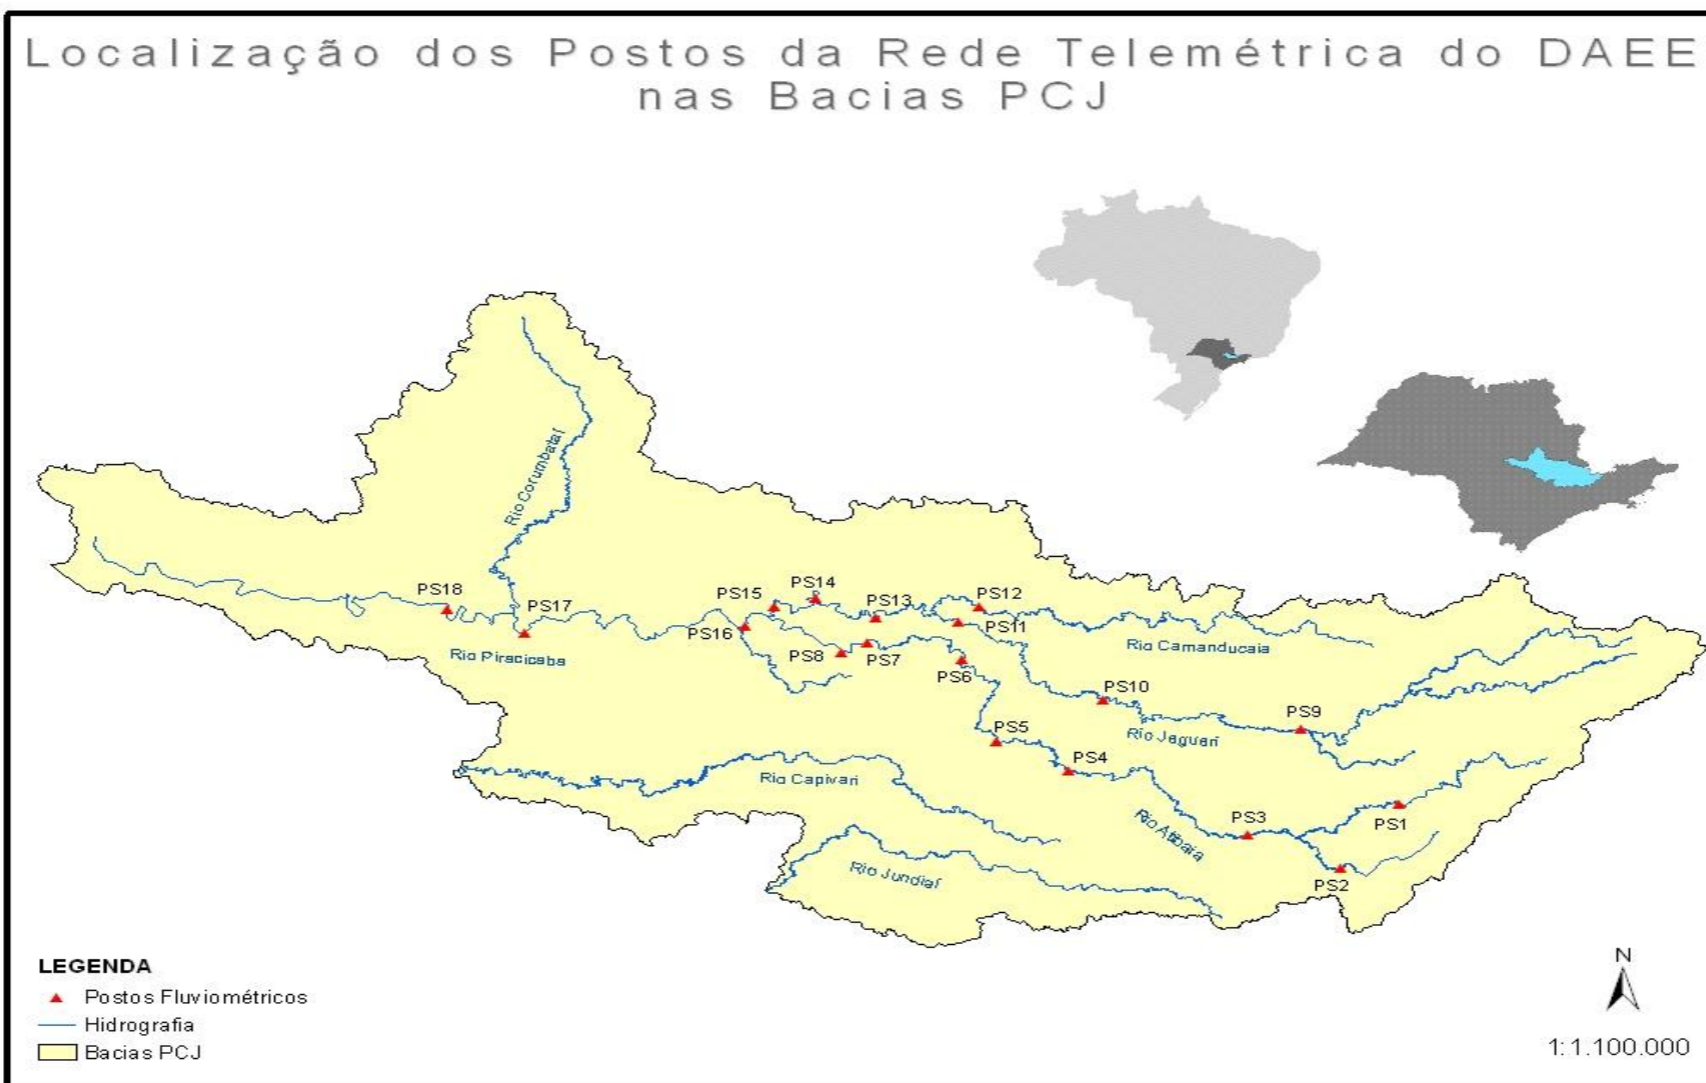 Localização dos Postos da Rede Telemétrica do DAEE
nas Bacias PCJ
Rio Corumbataí
PS18
PS17
PS15
PS14
PS13
PS12
PS16
PS11
Rio Piracicaba
PS8
PS7
PS6
Rio Camanducaia
PS10
PS9
PS5
Rio Jaguari
PS4
Rio Capivari
PS3
PS1
Rio Atibaia
Rio Jundiaí
PS2
LEGENDA
Postos Fluviométricos
Hidrografia
Bacias PCJ
N
1:1.100.000